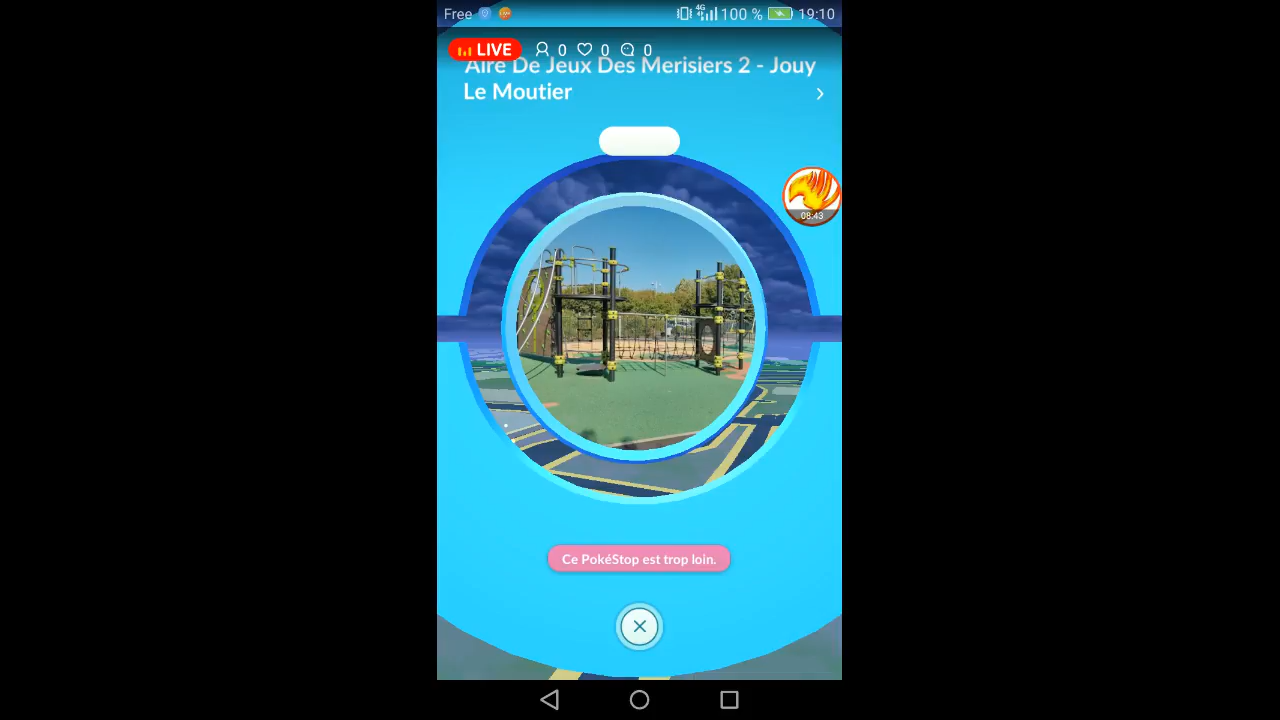 Free 4G 100 % 19:10
LIVE 0 0 0
Aire De Jeux Des Merisiers 2 - Jouy
Le Moutier
08:43
Ce PokéStop est trop loin.